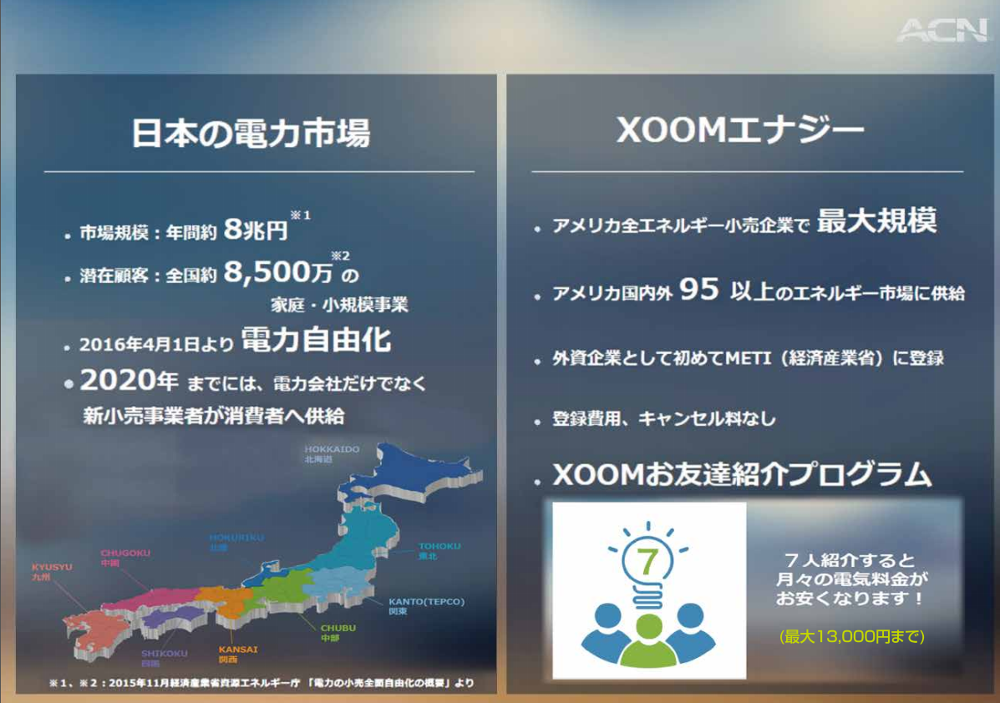 ACN
日本の電力市場
・市場規模：年間約 8兆円※1
・潜在顧客：全国約 8,500万※2 の
家庭・小規模事業
・2016年4月1日より 電力自由化
・2020年 までには、電力会社だけでなく
新小売事業者が消費者へ供給
HOKKAIDO
北海道
HOKURIKU
北陸
TOHOKU
東北
CHUGOKU
中国
KYUSYU
九州
KANTO(TEPCO)
関東
CHUBU
中部
KANSAI
関西
SHIKOKU
四国
※1、※2：2015年11月経済産業省資源エネルギー庁 「電力の小売全面自由化の概要」より
XOOMエナジー
・アメリカ全エネルギー小売企業で 最大規模
・アメリカ国内外 95 以上のエネルギー市場に供給
・外資企業として初めてMETI（経済産業省）に登録
・登録費用、キャンセル料なし
・XOOMお友達紹介プログラム
7
７人紹介すると
月々の電気料金が
お安くなります！
(最大13,000円まで)